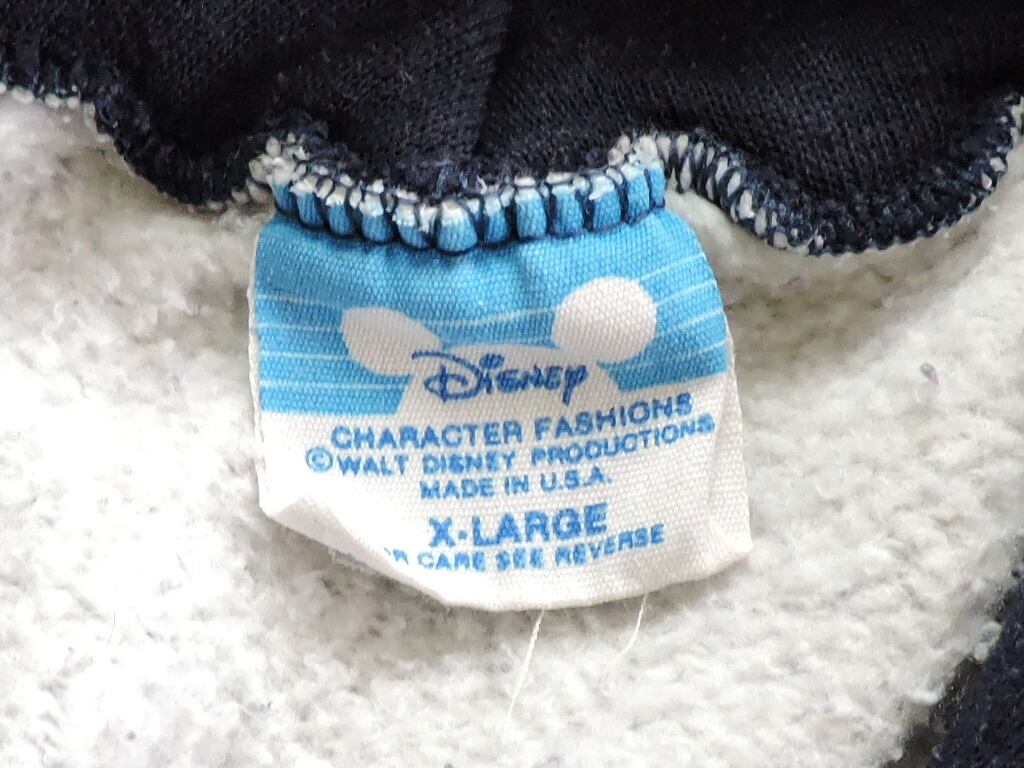 Disney
CHARACTER FASHIONS
©WALT DISNEY PRODUCTIONS
MADE IN U.S.A.
X-LARGE
CARE SEE REVERSE